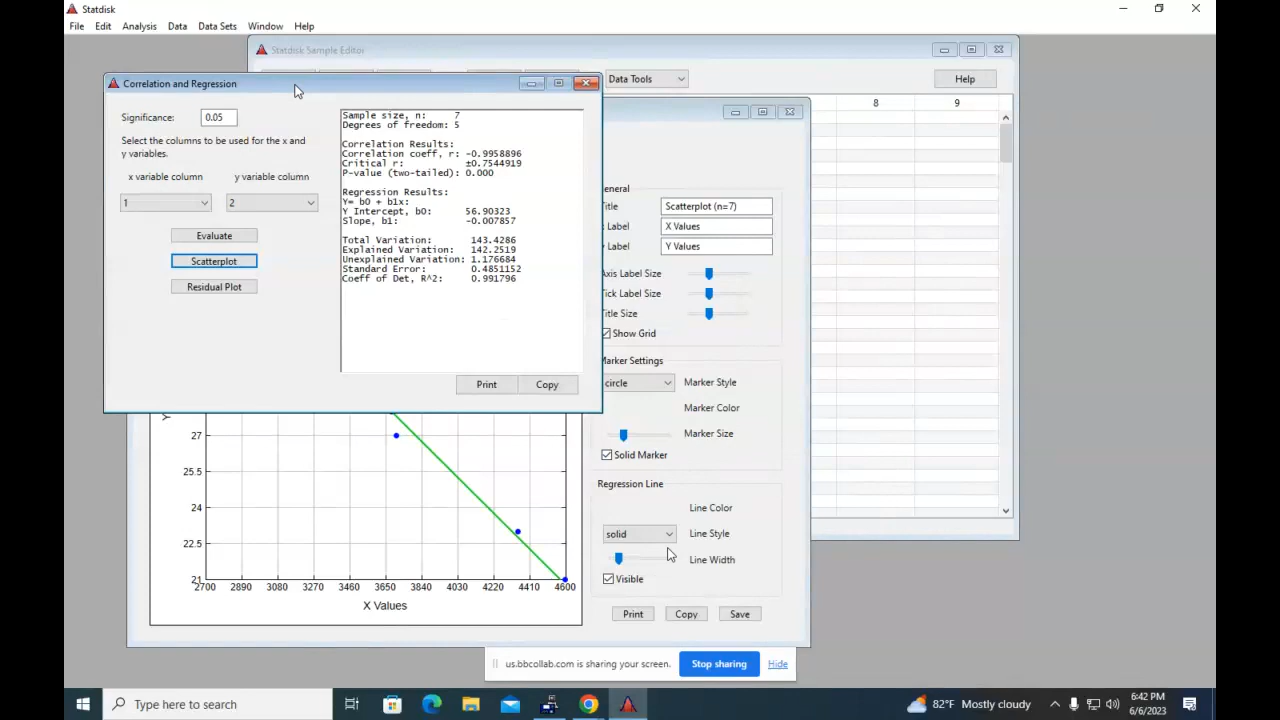 Statdisk
File Edit Analysis Data Data Sets Window Help
Statdisk Sample Editor
Data Tools
Help
8 9
Correlation and Regression
Significance: 0.05
Select the columns to be used for the x and
y variables.
x variable column y variable column
1 2
Evaluate
Scatterplot
Residual Plot
Sample size, n: 7
Degrees of freedom: 5
Correlation Results:
Correlation coeff, r: -0.9958896
Critical r: ±0.7544919
P-value (two-tailed): 0.000
Regression Results:
Y= b0 + b1x:
Y Intercept, b0: 56.90323
Slope, b1: -0.007857
Total Variation: 143.4286
Explained Variation: 142.2519
Unexplained Variation: 1.176684
Standard Error: 0.4851152
Coeff of Det, R^2: 0.991796
Print Copy
eneral
itle Scatterplot (n=7)
Label X Values
Label Y Values
Axis Label Size
Tick Label Size
Title Size
Show Grid
Marker Settings
circle Marker Style
Marker Color
Marker Size
Solid Marker
Regression Line
Line Color
solid Line Style
Line Width
Visible
Print Copy Save
27
25.5
24
22.5
21
2700 2890 3080 3270 3460 3650 3840 4030 4220 4410 4600
X Values
us.bbcollab.com is sharing your screen. Stop sharing Hide
Type here to search
82°F Mostly cloudy
6:42 PM
6/6/2023